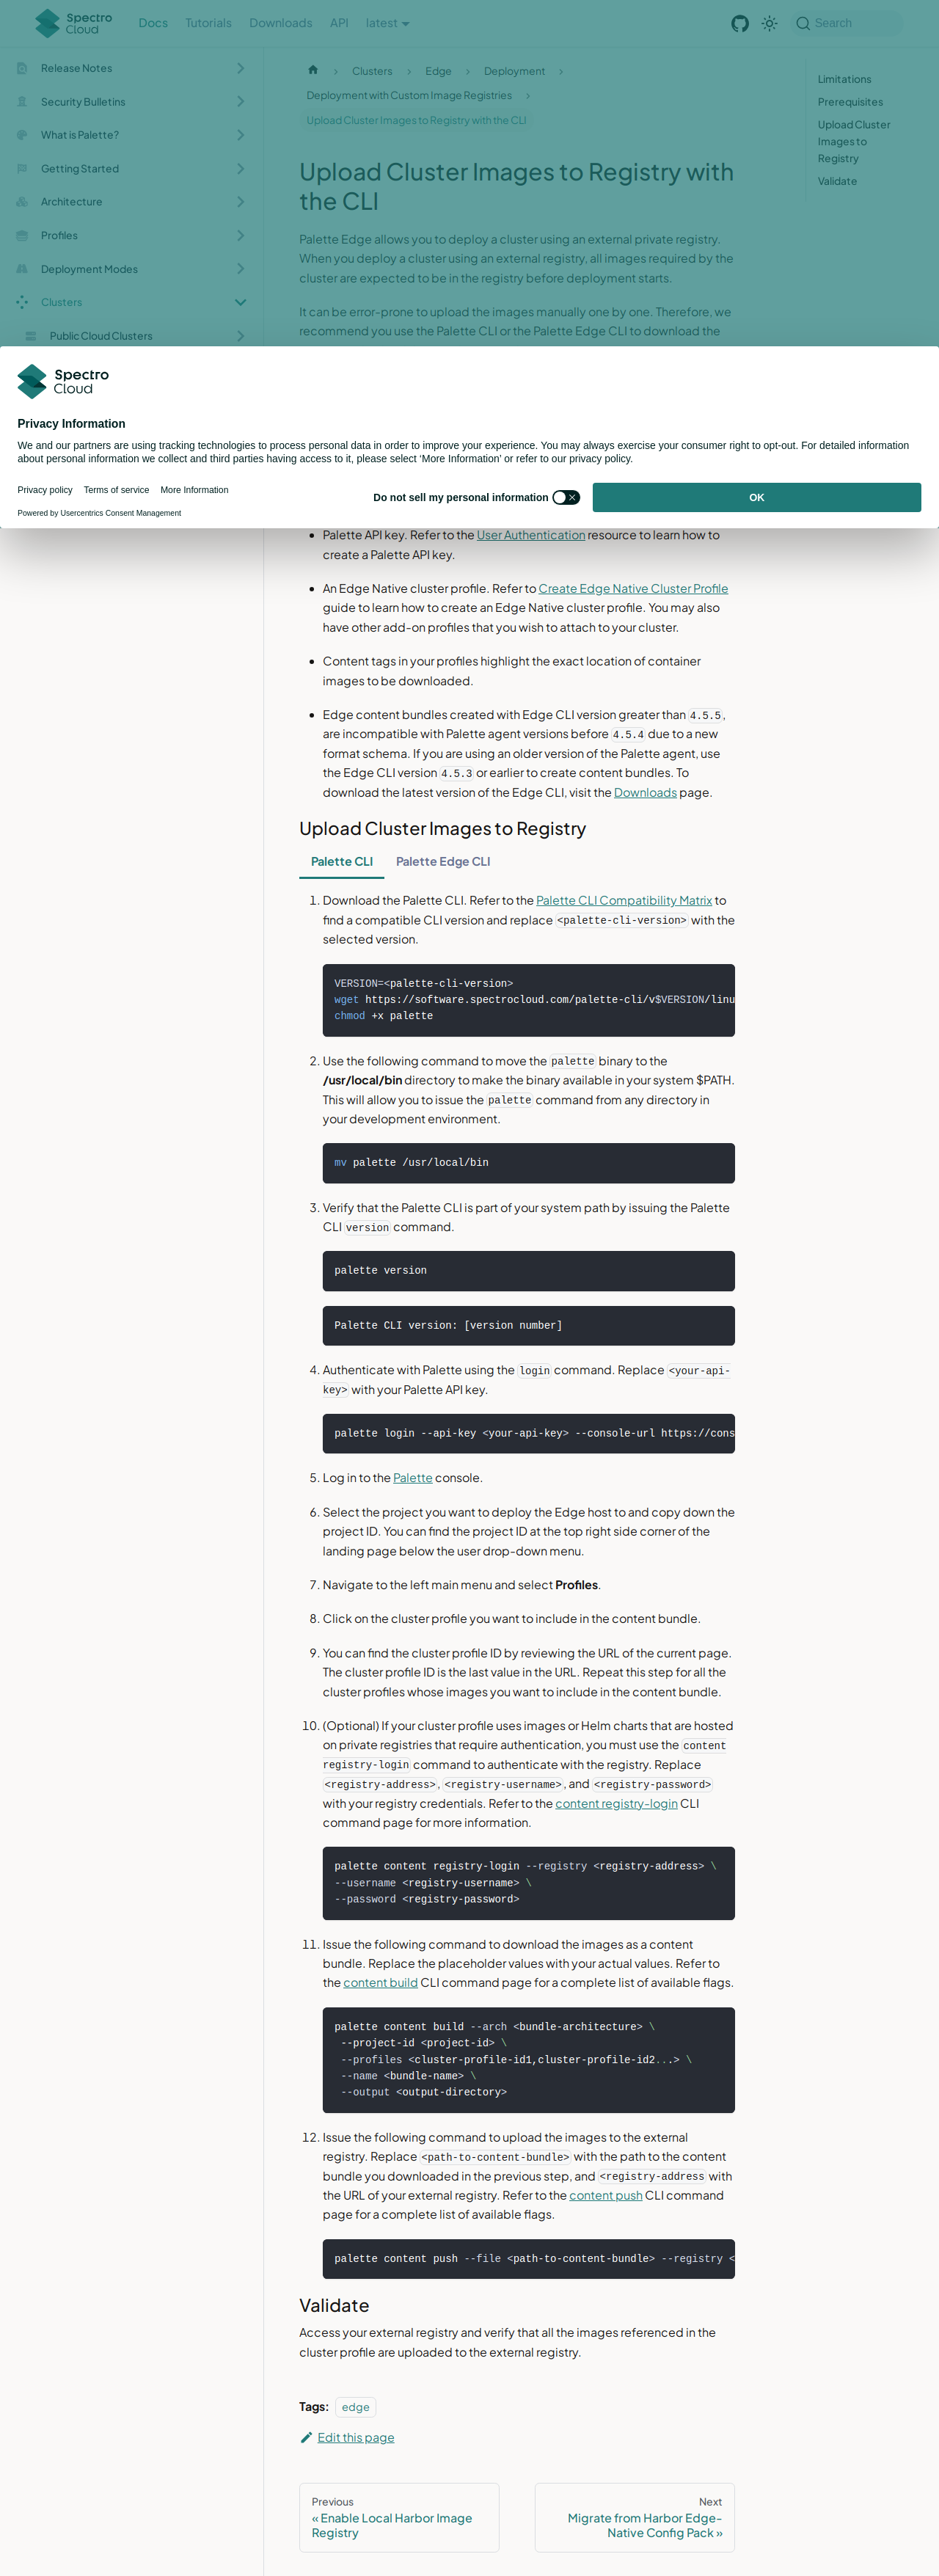 Spectro Cloud
Docs
Tutorials
Downloads
API
latest
Search
Release Notes
Security Bulletins
What is Palette?
Getting Started
Architecture
Profiles
Deployment Modes
Clusters
Public Cloud Clusters
Clusters
Edge
Deployment
Deployment with Custom Image Registries
Upload Cluster Images to Registry with the CLI
Limitations
Prerequisites
Upload Cluster
Images to
Registry
Validate
Upload Cluster Images to Registry with
the CLI
Palette Edge allows you to deploy a cluster using an external private registry.
When you deploy a cluster using an external registry, all images required by the
cluster are expected to be in the registry before deployment starts.
It can be error-prone to upload the images manually one by one. Therefore, we
recommend you use the Palette CLI or the Palette Edge CLI to download the
Spectro
Cloud
Privacy Information
We and our partners are using tracking technologies to process personal data in order to improve your experience. You may always exercise your consumer right to opt-out. For detailed information
about personal information we collect and third parties having access to it, please select ‘More Information’ or refer to our privacy policy.
Privacy policy
Terms of service
More Information
Powered by Usercentrics Consent Management
Do not sell my personal information
OK
• Palette API key. Refer to the User Authentication resource to learn how to
create a Palette API key.
• An Edge Native cluster profile. Refer to Create Edge Native Cluster Profile
guide to learn how to create an Edge Native cluster profile. You may also
have other add-on profiles that you wish to attach to your cluster.
• Content tags in your profiles highlight the exact location of container
images to be downloaded.
• Edge content bundles created with Edge CLI version greater than 4.5.5,
are incompatible with Palette agent versions before 4.5.4 due to a new
format schema. If you are using an older version of the Palette agent, use
the Edge CLI version 4.5.3 or earlier to create content bundles. To
download the latest version of the Edge CLI, visit the Downloads page.
Upload Cluster Images to Registry
Palette CLI
Palette Edge CLI
1. Download the Palette CLI. Refer to the Palette CLI Compatibility Matrix to
find a compatible CLI version and replace <palette-cli-version> with the
selected version.
VERSION=<palette-cli-version>
wget https://software.spectrocloud.com/palette-cli/v$VERSION/linu
chmod +x palette
2. Use the following command to move the palette binary to the
/usr/local/bin directory to make the binary available in your system $PATH.
This will allow you to issue the palette command from any directory in
your development environment.
mv palette /usr/local/bin
3. Verify that the Palette CLI is part of your system path by issuing the Palette
CLI version command.
palette version
Palette CLI version: [version number]
4. Authenticate with Palette using the login command. Replace <your-api-
key> with your Palette API key.
palette login --api-key <your-api-key> --console-url https://cons
5. Log in to the Palette console.
6. Select the project you want to deploy the Edge host to and copy down the
project ID. You can find the project ID at the top right side corner of the
landing page below the user drop-down menu.
7. Navigate to the left main menu and select Profiles.
8. Click on the cluster profile you want to include in the content bundle.
9. You can find the cluster profile ID by reviewing the URL of the current page.
The cluster profile ID is the last value in the URL. Repeat this step for all the
cluster profiles whose images you want to include in the content bundle.
10. (Optional) If your cluster profile uses images or Helm charts that are hosted
on private registries that require authentication, you must use the content
registry-login command to authenticate with the registry. Replace
<registry-address>, <registry-username>, and <registry-password>
with your registry credentials. Refer to the content registry-login CLI
command page for more information.
palette content registry-login --registry <registry-address> \
--username <registry-username> \
--password <registry-password>
11. Issue the following command to download the images as a content
bundle. Replace the placeholder values with your actual values. Refer to
the content build CLI command page for a complete list of available flags.
palette content build --arch <bundle-architecture> \
--project-id <project-id> \
--profiles <cluster-profile-id1,cluster-profile-id2...> \
--name <bundle-name> \
--output <output-directory>
12. Issue the following command to upload the images to the external
registry. Replace <path-to-content-bundle> with the path to the content
bundle you downloaded in the previous step, and <registry-address with
the URL of your external registry. Refer to the content push CLI command
page for a complete list of available flags.
palette content push --file <path-to-content-bundle> --registry <
Validate
Access your external registry and verify that all the images referenced in the
cluster profile are uploaded to the external registry.
Tags: edge
Edit this page
Previous
« Enable Local Harbor Image
Registry
Next
Migrate from Harbor Edge-
Native Config Pack »